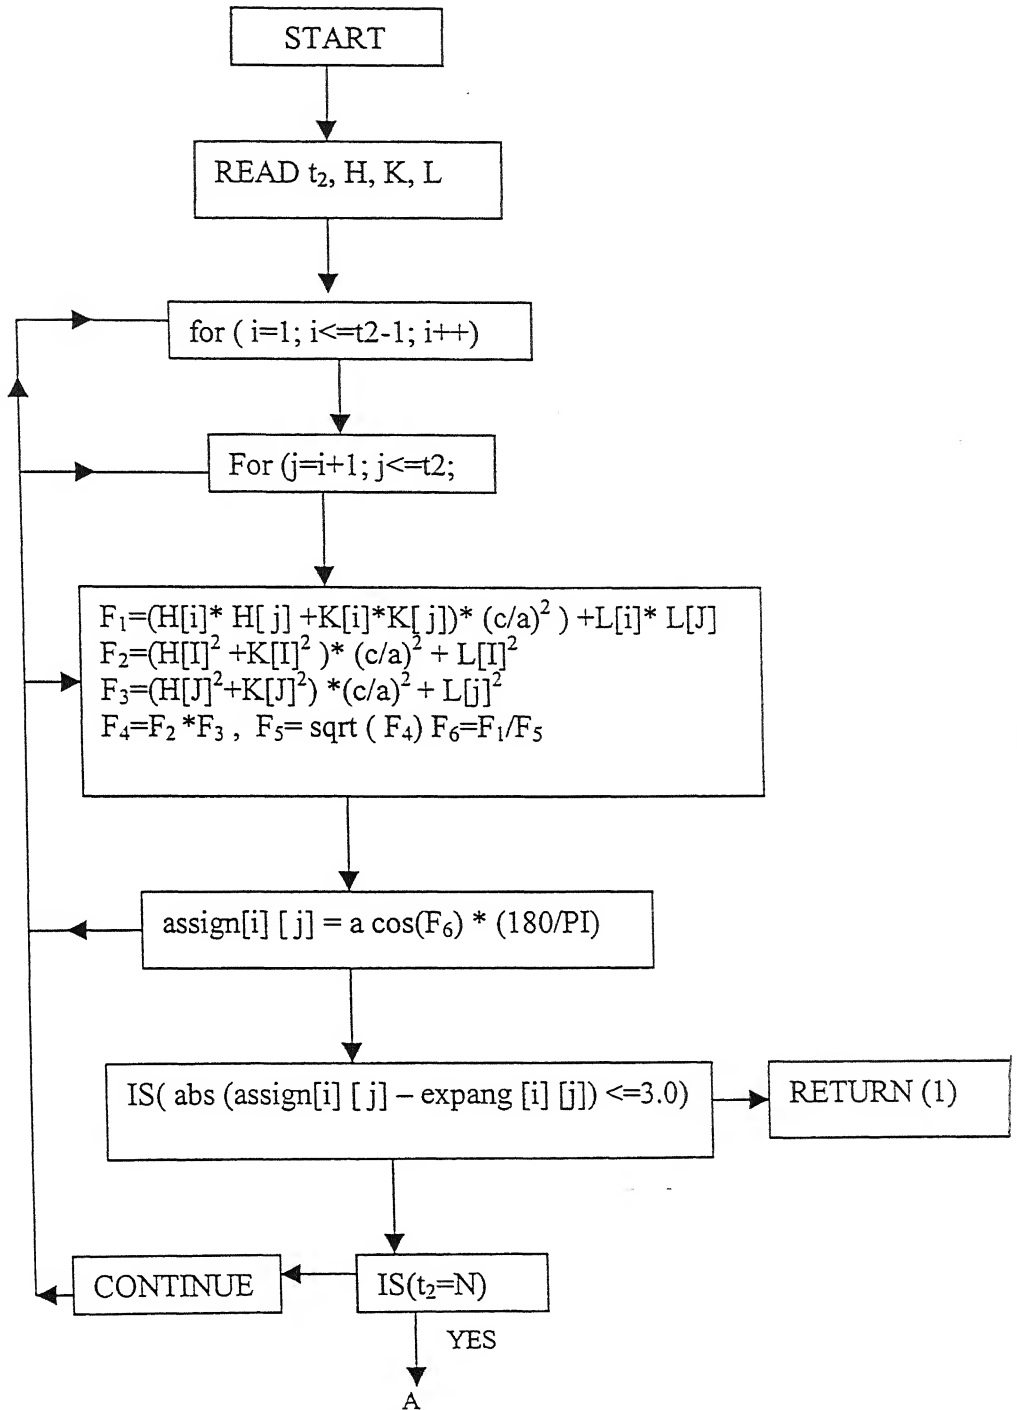 START
READ t₂, H, K, L
for ( i=1; i<=t2-1; i++)
For (j=i+1; j<=t2;
F₁=(H[i]* H[ j] +K[i]*K[ j])* (c/a)² ) +L[i]* L[J]
F₂=(H[I]² +K[I]² )* (c/a)² + L[I]²
F₃=(H[J]²+K[J]²) *(c/a)² + L[j]²
F₄=F₂ *F₃ , F₅= sqrt ( F₄) F₆=F₁/F₅
assign[i] [ j] = a cos(F₆) * (180/PI)
IS( abs (assign[i] [ j] – expang [i] [j]) <=3.0)
RETURN (1)
CONTINUE
IS(t₂=N)
YES
A